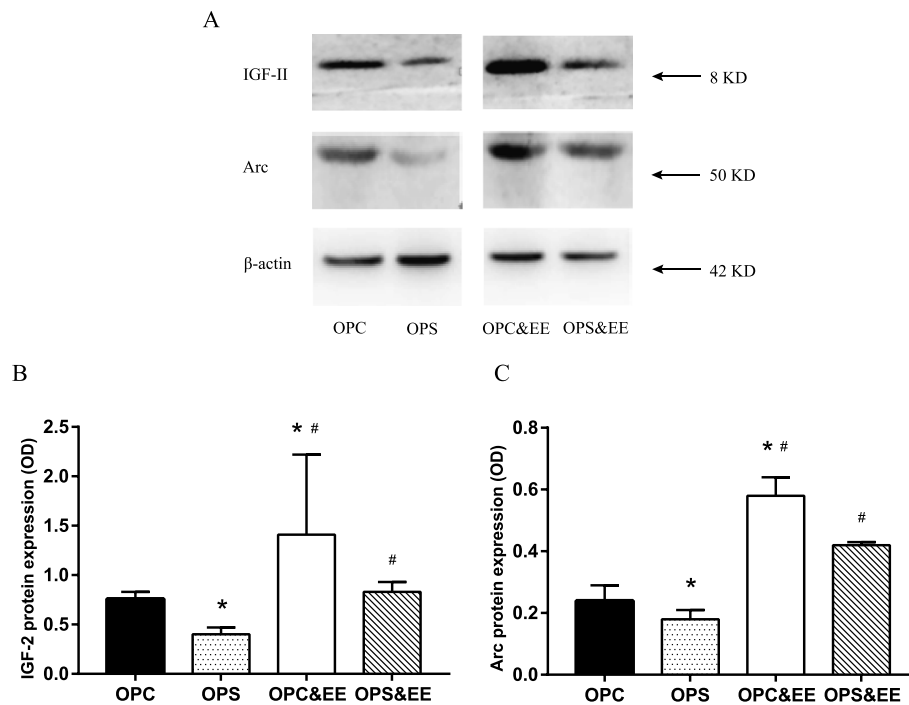 A
IGF-II
8 KD
Arc
50 KD
β-actin
42 KD
OPC OPS OPC&EE OPS&EE
B
IGF-2 protein expression (OD)
2.5
2.0
1.5
1.0
0.5
0.0
* 
* #
#
OPC OPS OPC&EE OPS&EE
C
Arc protein expression (OD)
0.8
0.6
0.4
0.2
0.0
*
* #
#
OPC OPS OPC&EE OPS&EE